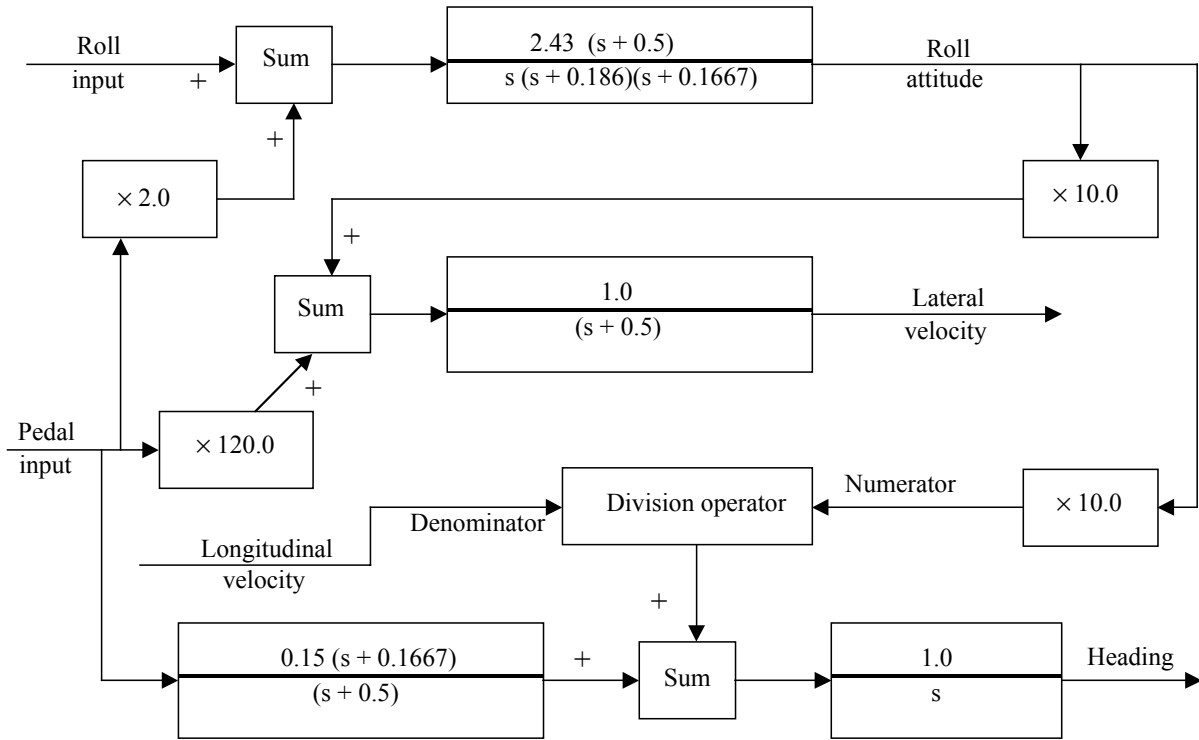 Roll
input
+
Sum
2.43 (s + 0.5)
s (s + 0.186)(s + 0.1667)
Roll
attitude
+
× 2.0
× 10.0
+
Sum
1.0
(s + 0.5)
Lateral
velocity
+
Pedal
input
× 120.0
Division operator
Numerator
× 10.0
Denominator
Longitudinal
velocity
+
0.15 (s + 0.1667)
(s + 0.5)
+
Sum
1.0
s
Heading